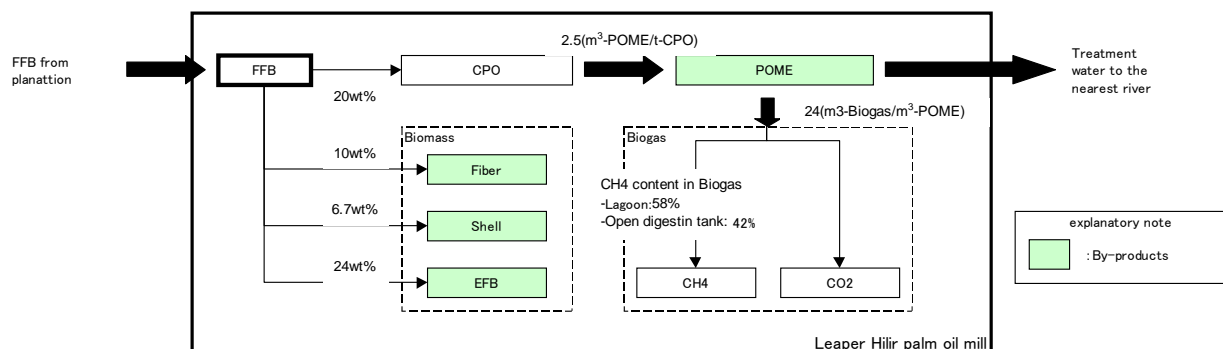 2.5(m³-POME/t-CPO)
FFB from
planattion
FFB
CPO
POME
Treatment
water to the
nearest river
20wt%
24(m3-Biogas/m³-POME)
Biomass
Biogas
10wt%
Fiber
CH4 content in Biogas
-Lagoon:58%
-Open digestin tank: 42%
6.7wt%
Shell
explanatory note
:By-products
24wt%
EFB
CH4
CO2
Leaper Hilir palm oil mill